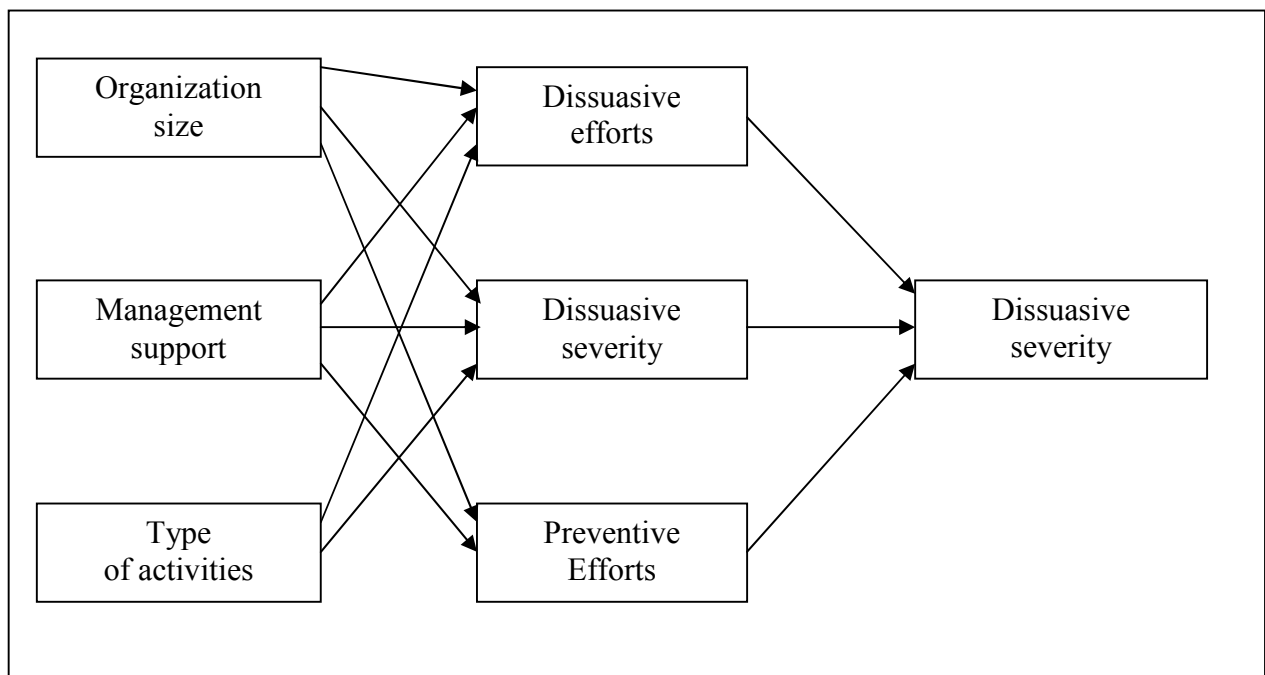 Organization
size
Dissuasive
efforts
Management
support
Dissuasive
severity
Dissuasive
severity
Type
of activities
Preventive
Efforts